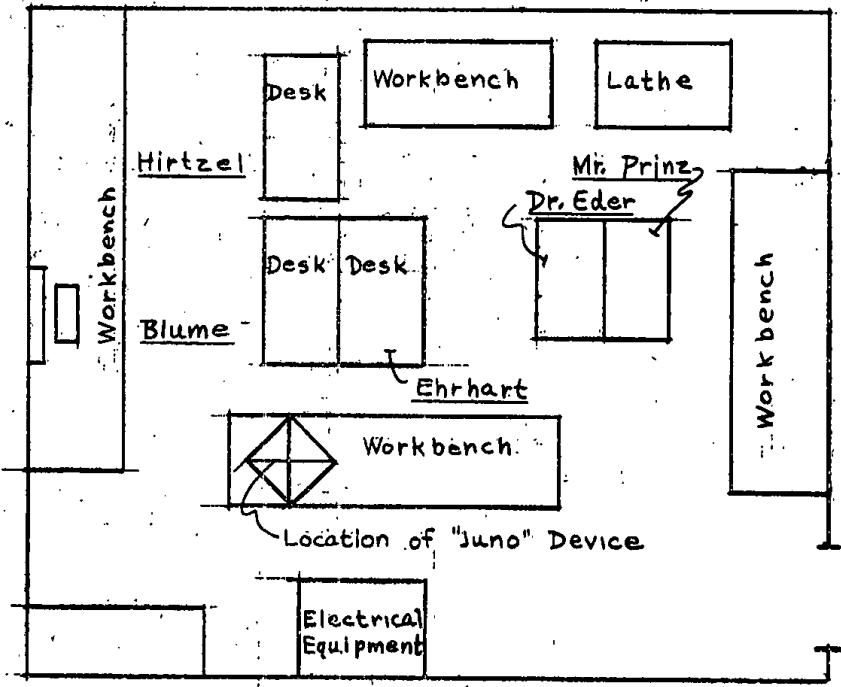 Desk
Workbench
Lathe
Hirtzel
Mr. Prinz
Dr. Eder
Workbench
Desk
Desk
Workbench
Blume
Ehrhart
Workbench
Location of "Juno" Device
Electrical
Equipment